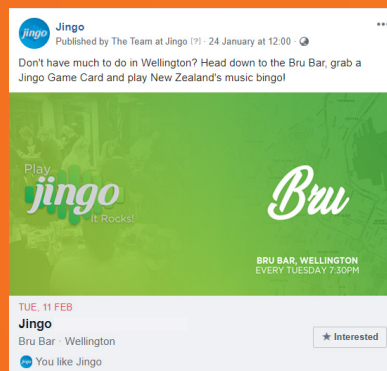 jingo
Jingo
Published by The Team at Jingo [?] · 24 January at 12:00 ·
Don't have much to do in Wellington? Head down to the Bru Bar, grab a
Jingo Game Card and play New Zealand's music bingo!
Play
jingo
It Rocks!
Bru
BRU BAR, WELLINGTON
EVERY TUESDAY 7:30PM
TUE, 11 FEB
Jingo
Bru Bar · Wellington
★ Interested
You like Jingo